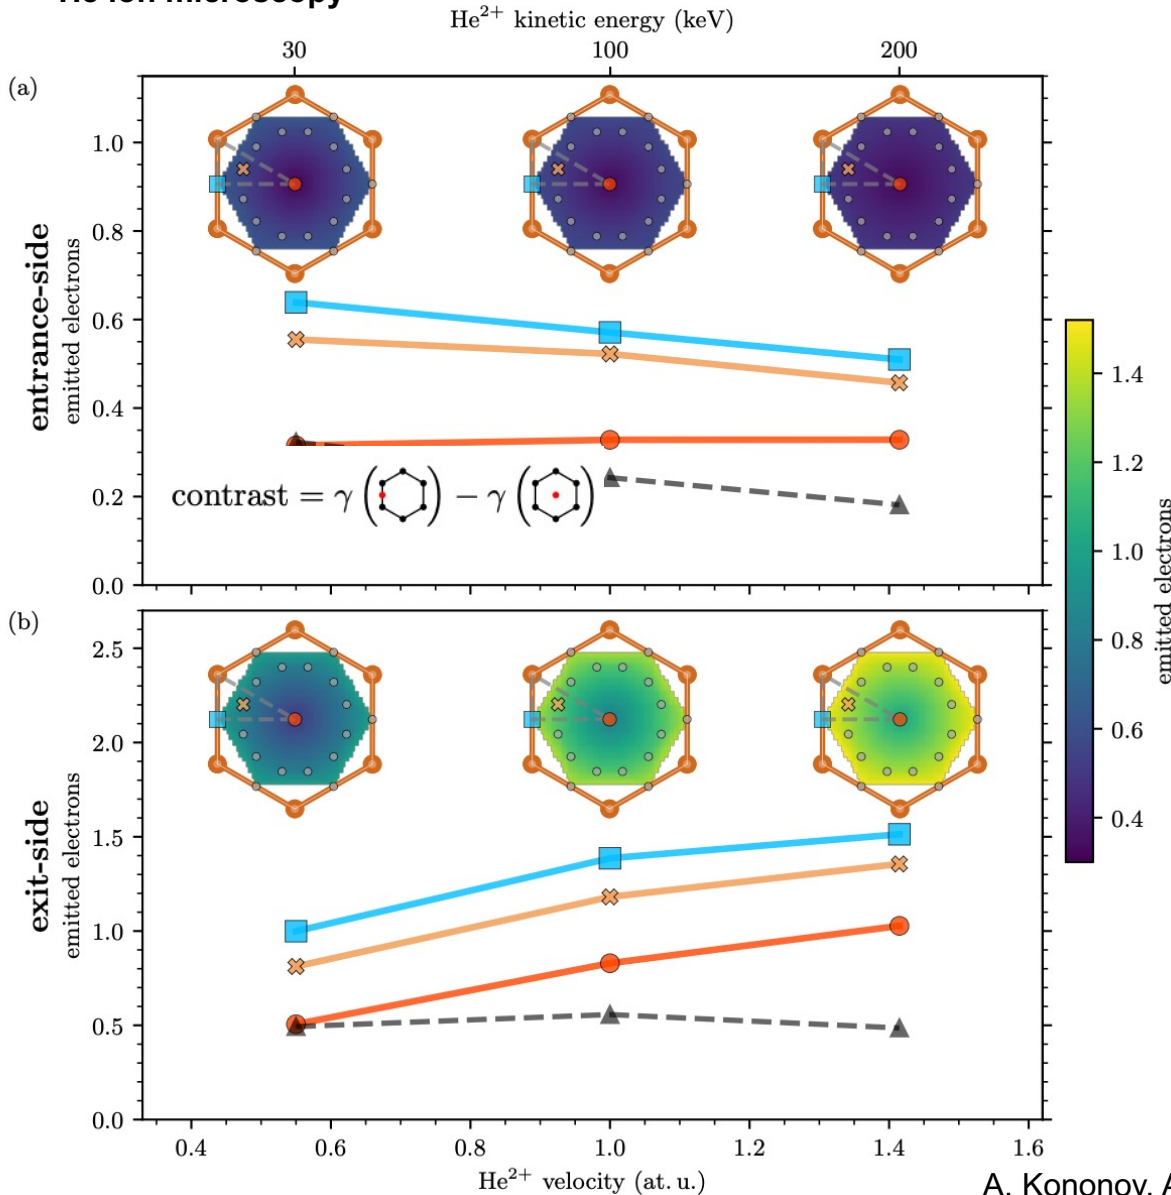 He ion microscopy
He²⁺ kinetic energy (keV)
30 100 200
(a)
entrance-side
emitted electrons
1.0
0.8
0.6
0.4
0.2
0.0
contrast = γ ( ) − γ ( )
(b)
exit-side
emitted electrons
2.5
2.0
1.5
1.0
0.5
0.0
0.4 0.6 0.8 1.0 1.2 1.4 1.6
He²⁺ velocity (at. u.)
1.4
1.2
1.0
0.8
0.6
0.4
emitted electrons
A. Kononov, A